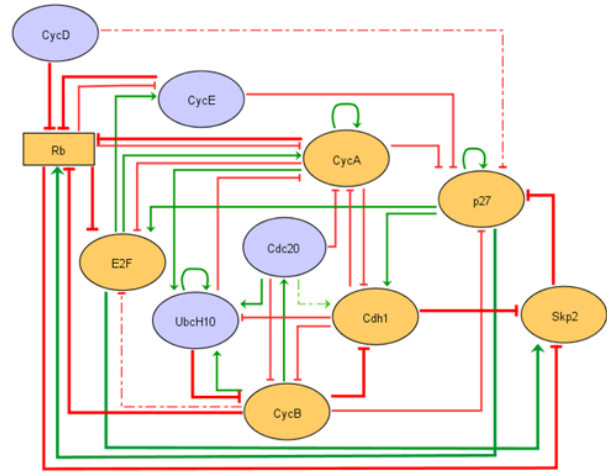 CycD
CycE
Rb
CycA
p27
E2F
Cdc20
UbcH10
Cdh1
Skp2
CycB